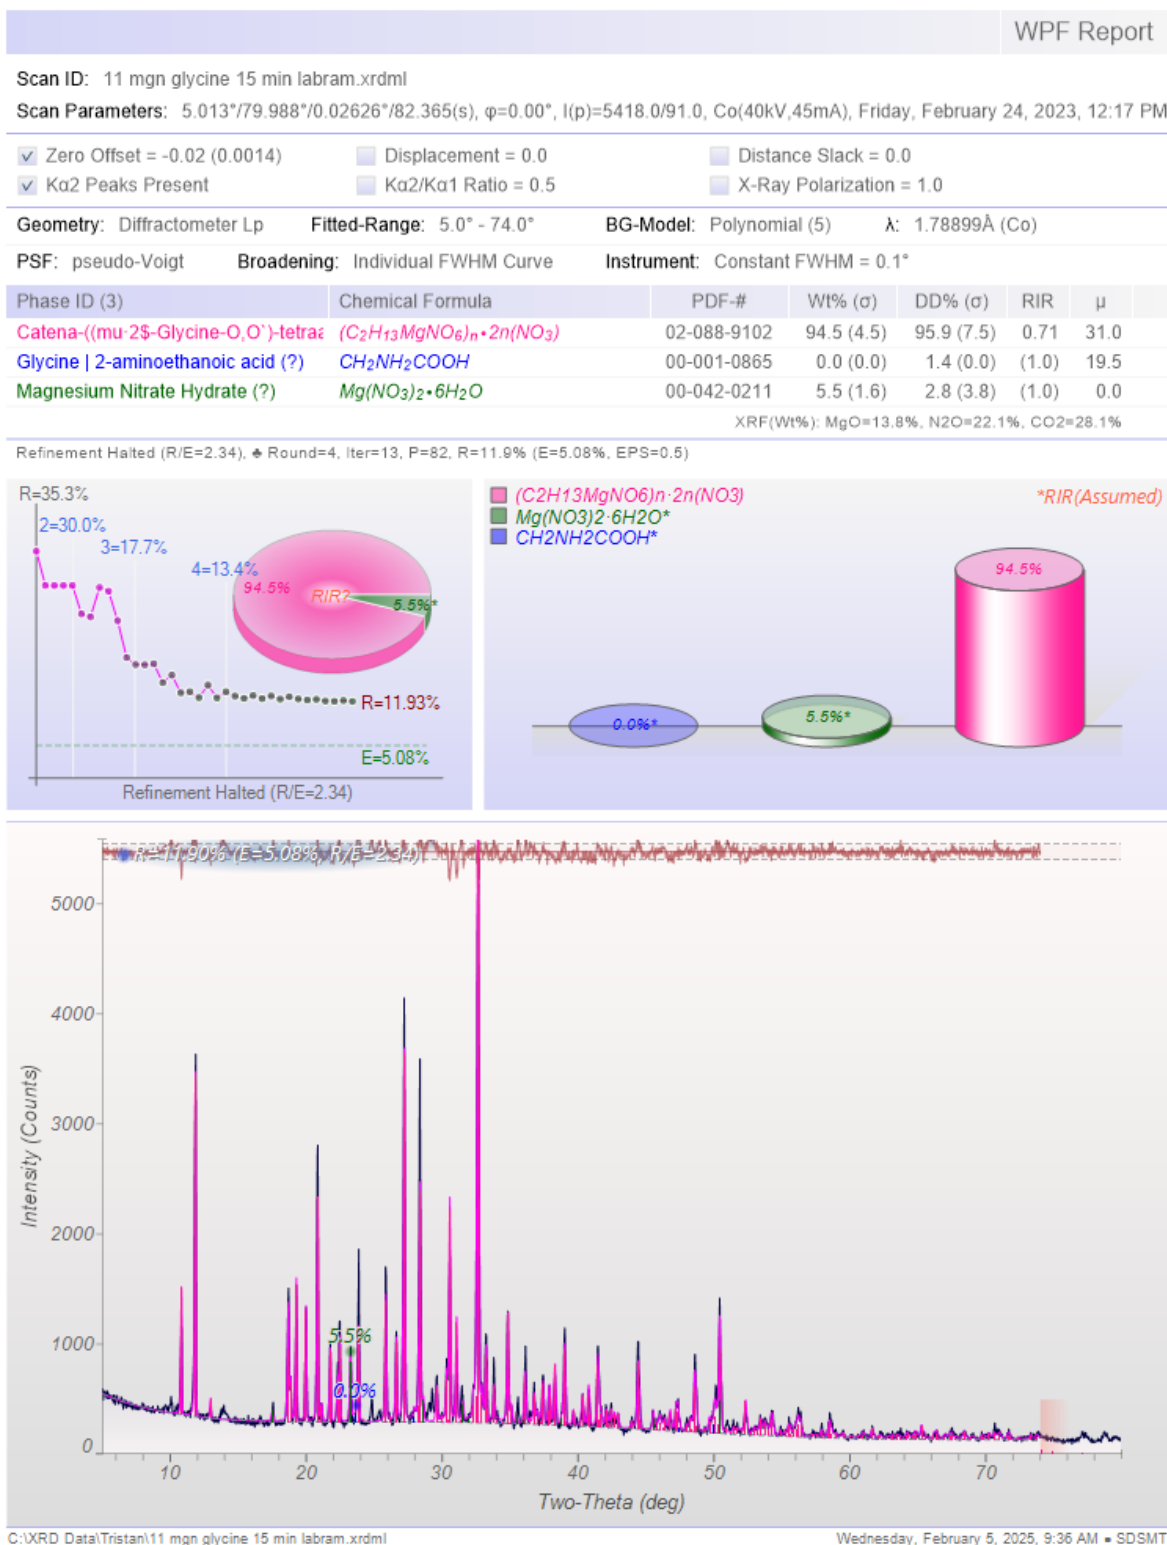 WPF Report
Scan ID: 11 mgn glycine 15 min labram.xrdml
Scan Parameters: 5.013°/79.988°/0.02626°/82.365(s), φ=0.00°, I(p)=5418.0/91.0, Co(40kV,45mA), Friday, February 24, 2023, 12:17 PM
Zero Offset = -0.02 (0.0014) Displacement = 0.0 Distance Slack = 0.0
Kα2 Peaks Present Kα2/Kα1 Ratio = 0.5 X-Ray Polarization = 1.0
Geometry: Diffractometer Lp Fitted-Range: 5.0° - 74.0° BG-Model: Polynomial (5) λ: 1.78899Å (Co)
PSF: pseudo-Voigt Broadening: Individual FWHM Curve Instrument: Constant FWHM = 0.1°
Phase ID (3) Chemical Formula PDF-# Wt% (σ) DD% (σ) RIR μ
Catena-((mu·2$-Glycine-O,O`)-tetraa (C2H13MgNO6)n•2n(NO3) 02-088-9102 94.5 (4.5) 95.9 (7.5) 0.71 31.0
Glycine | 2-aminoethanoic acid (?) CH2NH2COOH 00-001-0865 0.0 (0.0) 1.4 (0.0) (1.0) 19.5
Magnesium Nitrate Hydrate (?) Mg(NO3)2•6H2O 00-042-0211 5.5 (1.6) 2.8 (3.8) (1.0) 0.0
XRF(Wt%): MgO=13.8%, N2O=22.1%, CO2=28.1%
Refinement Halted (R/E=2.34), ♣ Round=4, Iter=13, P=82, R=11.9% (E=5.08%, EPS=0.5)
R=35.3%
2=30.0%
3=17.7%
4=13.4%
94.5%
RIR?
5.5%*
R=11.93%
E=5.08%
Refinement Halted (R/E=2.34)
(C2H13MgNO6)n·2n(NO3)
Mg(NO3)2·6H2O*
CH2NH2COOH*
*RIR(Assumed)
94.5%
5.5%*
0.0%*
R=11.90% (E=5.08%, R/E=2.34)
5000
4000
3000
2000
1000
0
Intensity (Counts)
5.5%
0.0%
10 20 30 40 50 60 70
Two-Theta (deg)
C:\XRD Data\Tristan\11 mgn glycine 15 min labram.xrdml
Wednesday, February 5, 2025, 9:36 AM ▪ SDSMT